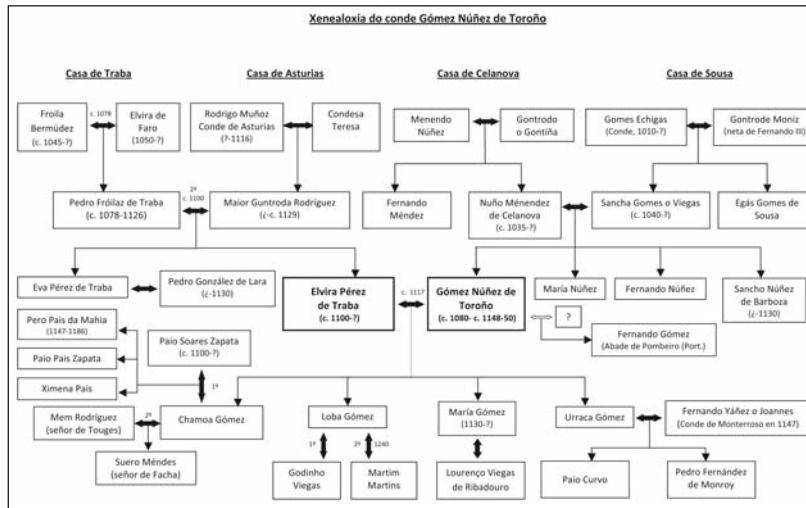 Xenealoxía do conde Gómez Núñez de Toroño
Casa de Traba
Casa de Asturias
Casa de Celanova
Casa de Sousa
Froila
Bermúdez
(c. 1045-?)
c. 1078
Elvira de
Faro
(1050-?)
Rodrigo Muñoz
Conde de Asturias
(?-1116)
Condesa
Teresa
Menendo
Núñez
Gontrodo
o Gontiña
Gomes Echigas
(Conde, 1010-?)
Gontrode Moniz
(neta de Fernando III)
Pedro Fróilaz de Traba
(c. 1078-1126)
2º
c. 1100
Maior Guntroda Rodríguez
(¿-c. 1129)
Fernando
Méndez
Nuño Ménendez
de Celanova
(c. 1035-?)
Sancha Gomes o Viegas
(c. 1040-?)
Egás Gomes de
Sousa
Eva Pérez de Traba
Pedro González de Lara
(¿-1130)
Elvira Pérez
de Traba
(c. 1100-?)
c. 1117
Gómez Núñez de
Toroño
(c. 1080- c. 1148-50)
María Núñez
Fernando Núñez
Sancho Núñez
de Barboza
(¿-1130)
?
Fernando Gómez
(Abade de Pombeiro (Port.)
Pero Pais da Mahia
(1147-1186)
Paio Pais Zapata
Ximena Pais
Paio Soares Zapata
(c. 1100-?)
1º
Mem Rodríguez
(señor de Touges)
2º
Chamoa Gómez
Suero Méndes
(señor de Facha)
Loba Gómez
1º
2º
1240
Godinho
Viegas
Martim
Martins
María Gómez
(1130-?)
Lourenço Viegas
de Ribadouro
Urraca Gómez
Fernando Yáñez o Joannes
(Conde de Monterroso en 1147)
Paio Curvo
Pedro Fernández
de Monroy